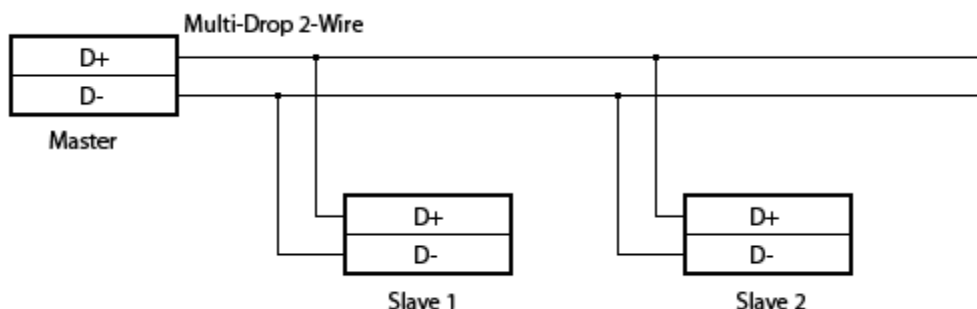 Multi-Drop 2-Wire
D+
D-
Master
D+
D-
Slave 1
D+
D-
Slave 2